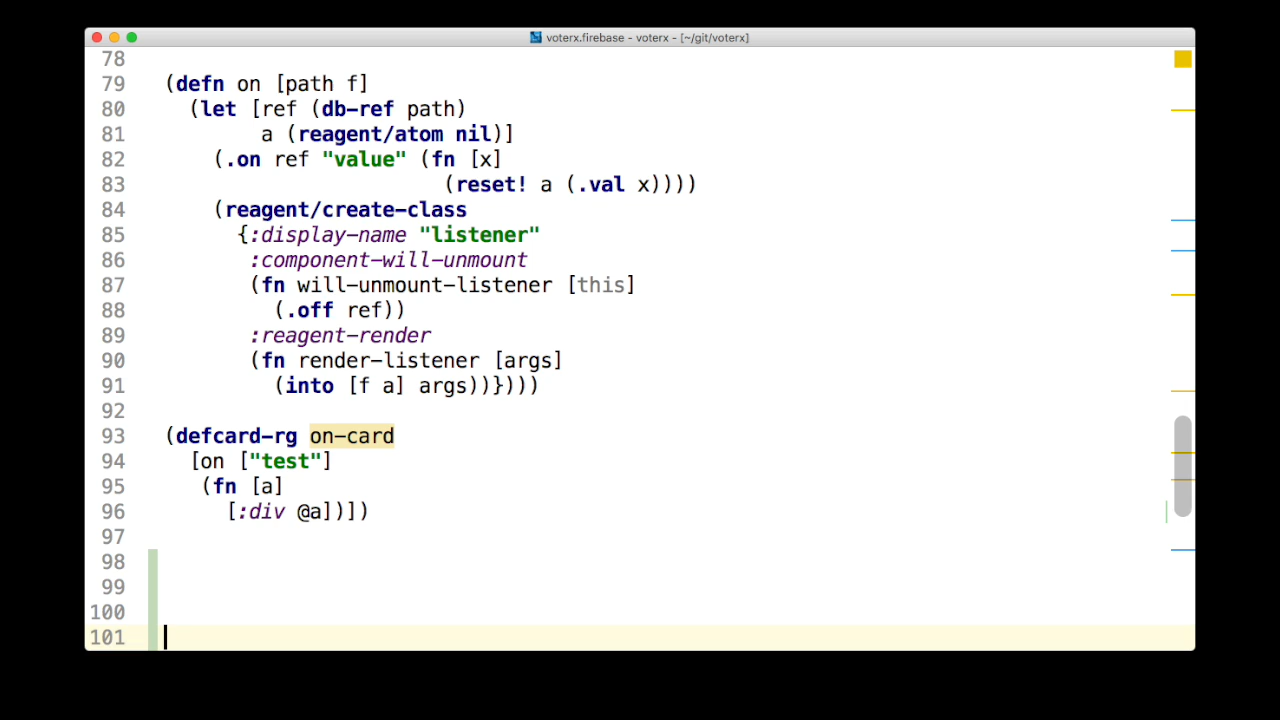 voterx.firebase - voterx - [~/git/voterx]
78
79 (defn on [path f]
80 (let [ref (db-ref path)
81 a (reagent/atom nil)]
82 (.on ref "value" (fn [x]
83 (reset! a (.val x))))
84 (reagent/create-class
85 {:display-name "listener"
86 :component-will-unmount
87 (fn will-unmount-listener [this]
88 (.off ref))
89 :reagent-render
90 (fn render-listener [args]
91 (into [f a] args))})))
92
93 (defcard-rg on-card
94 [on ["test"]
95 (fn [a]
96 [:div @a])])
97
98
99
100
101